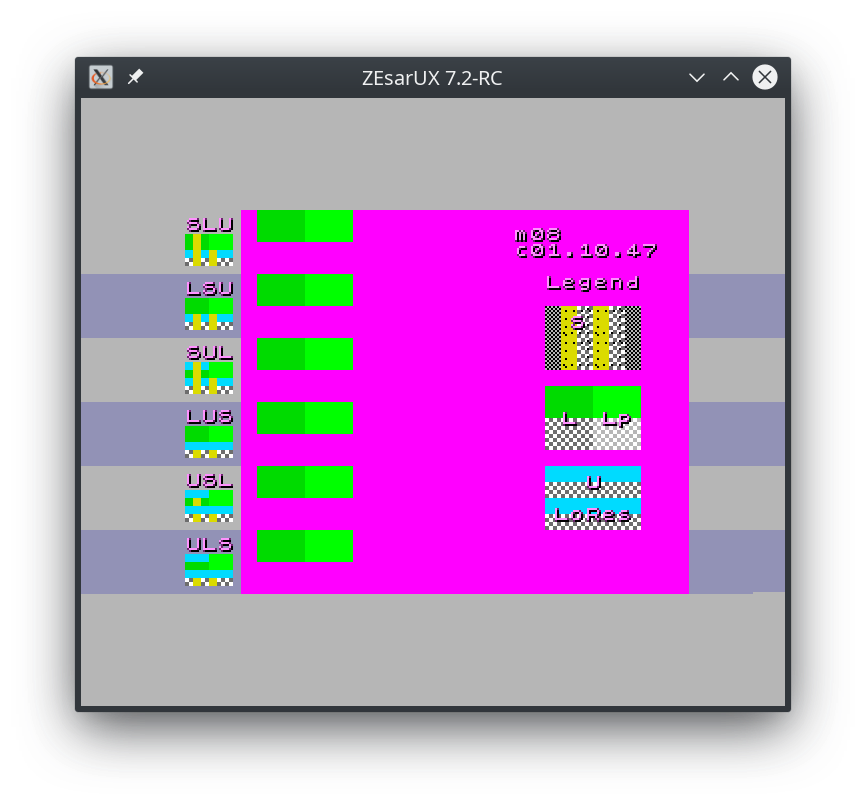 ZEsarUX 7.2-RC
SLU
m08
c01.10.47
Legend
LSU
S
SUL
LUS
L Lp
USL
U
LoRes
ULS